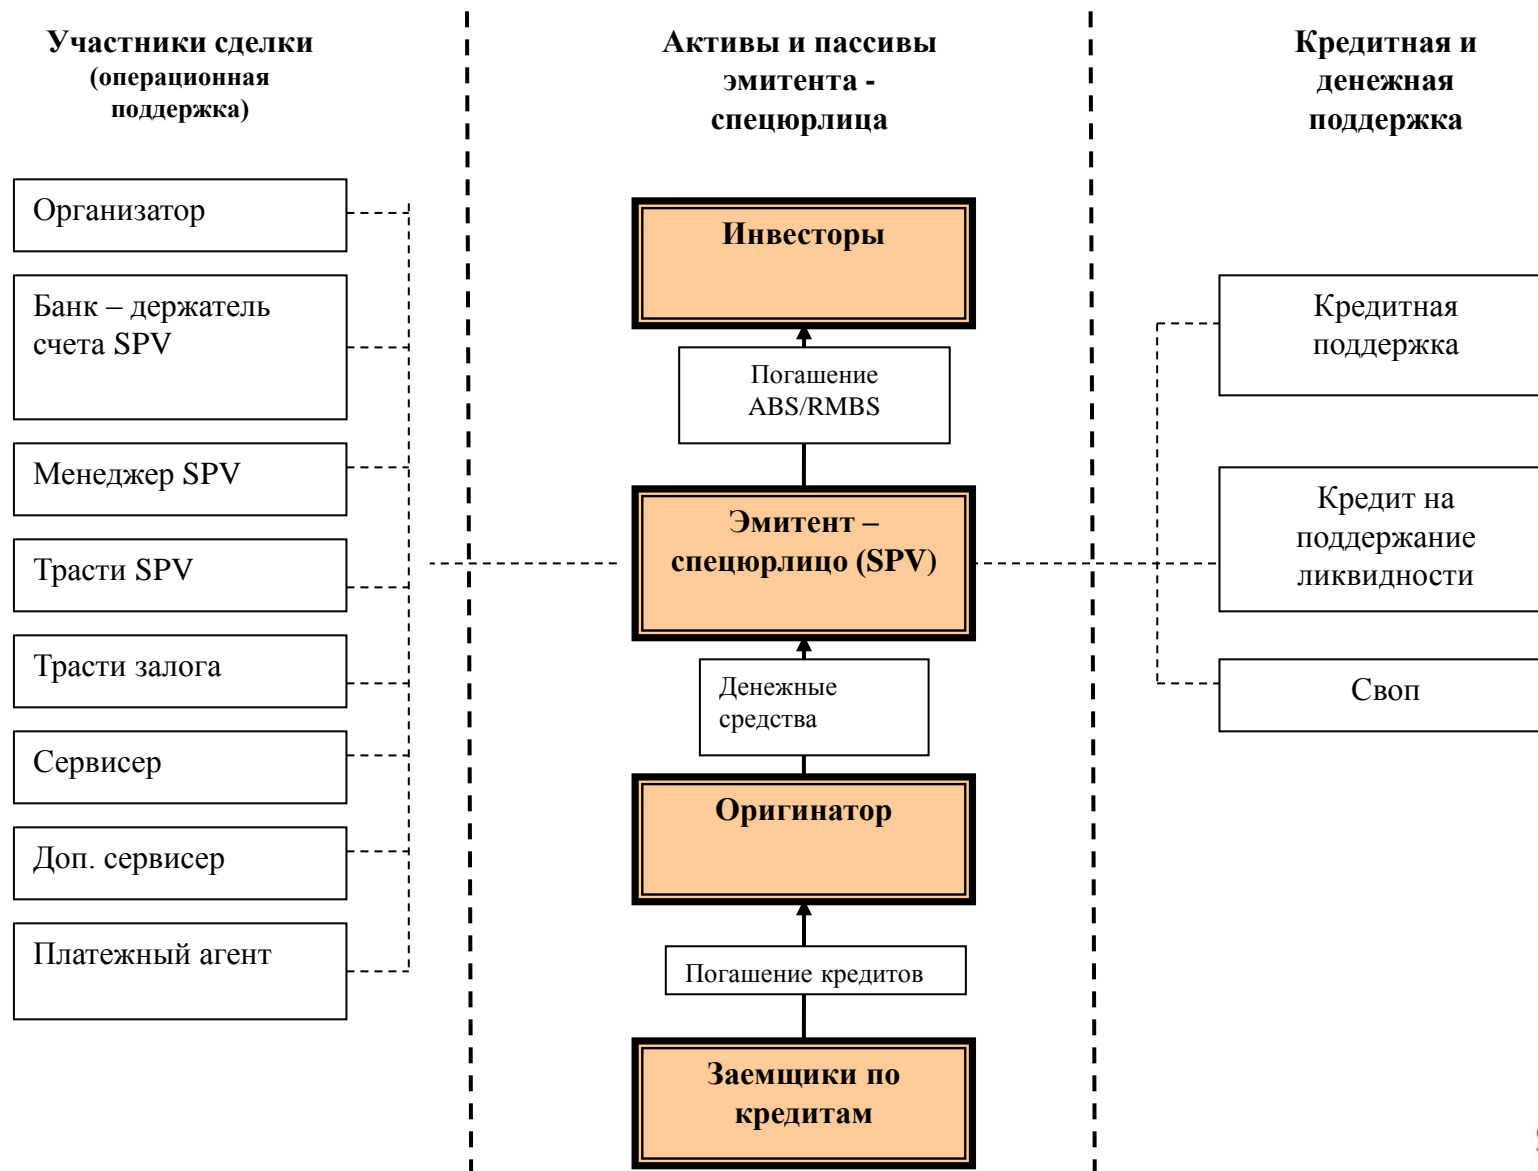 Участники сделки
(операционная
поддержка)
Организатор
Банк – держатель
счета SPV
Менеджер SPV
Трасти SPV
Трасти залога
Сервисер
Доп. сервисер
Платежный агент
Активы и пассивы
эмитента -
спецюрлица
Инвесторы
Погашение
ABS/RMBS
Эмитент –
спецюрлицо (SPV)
Денежные
средства
Оригинатор
Погашение кредитов
Заемщики по
кредитам
Кредитная и
денежная
поддержка
Кредитная
поддержка
Кредит на
поддержание
ликвидности
Своп